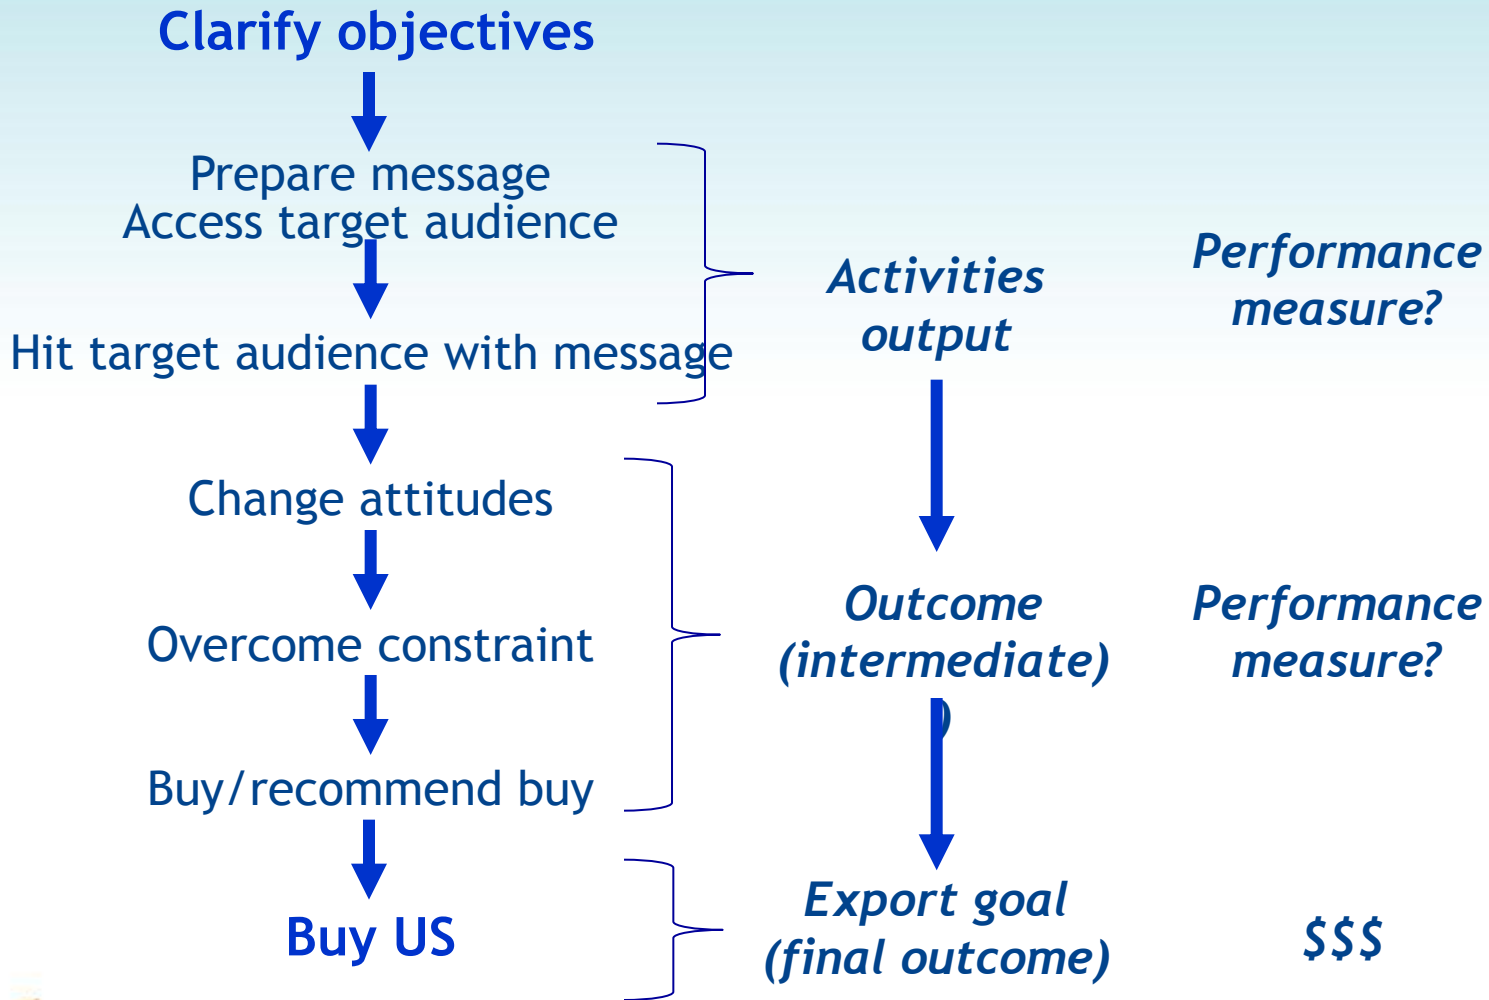 Clarify objectives
Prepare message
Access target audience
Hit target audience with message
Change attitudes
Overcome constraint
Buy/recommend buy
Buy US
Activities
output
Outcome
(intermediate)
)
Export goal
(final outcome)
Performance
measure?
Performance
measure?
$$$